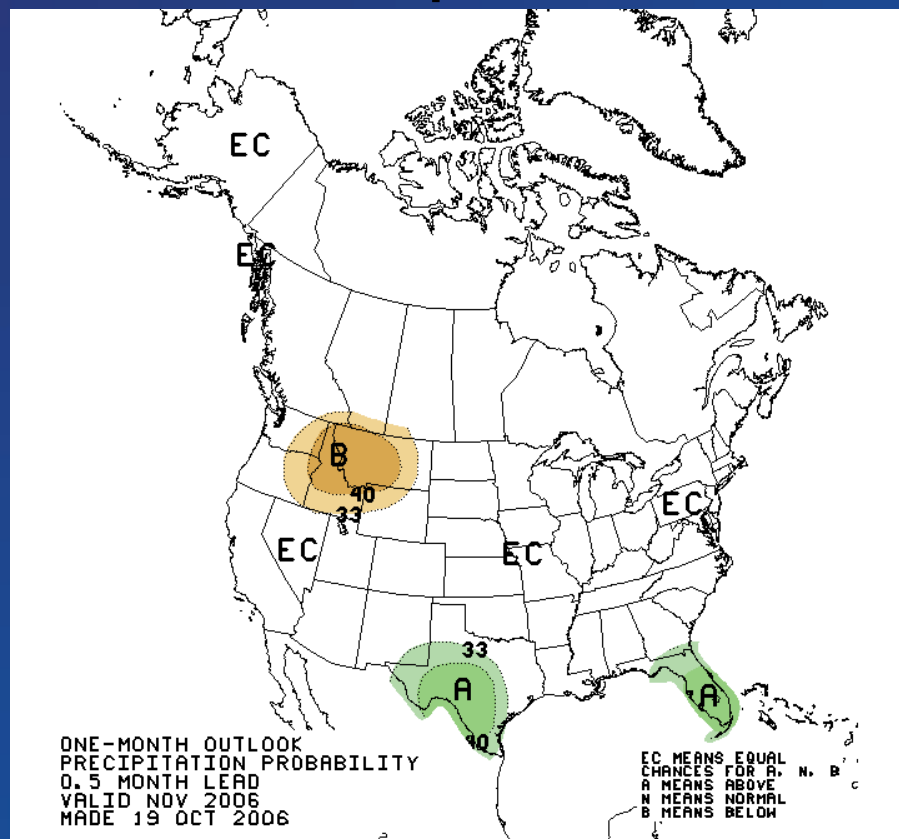 EC
EC
B
40
33
EC
EC
EC
33
A
40
A
ONE-MONTH OUTLOOK
PRECIPITATION PROBABILITY
0.5 MONTH LEAD
VALID NOV 2006
MADE 19 OCT 2006
EC MEANS EQUAL
CHANCES FOR A, N, B
A MEANS ABOVE
N MEANS NORMAL
B MEANS BELOW